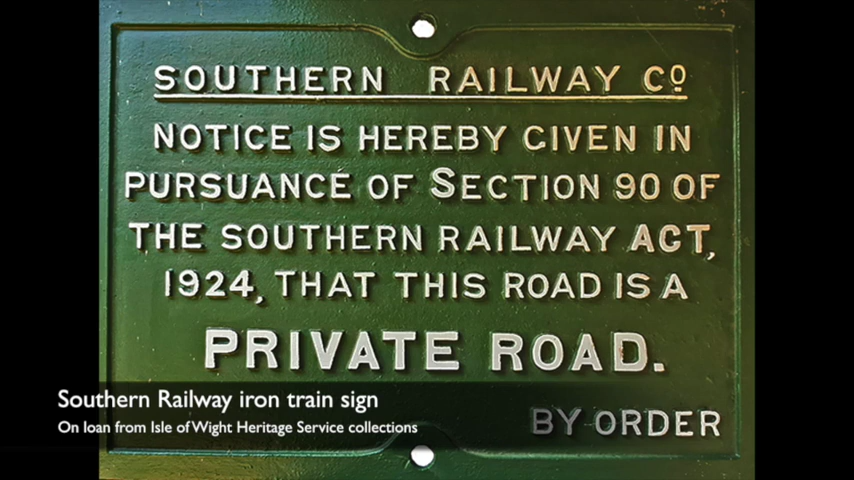 SOUTHERN RAILWAY Cº
NOTICE IS HEREBY GIVEN IN
PURSUANCE OF SECTION 90 OF
THE SOUTHERN RAILWAY ACT,
1924, THAT THIS ROAD IS A
PRIVATE ROAD.
BY ORDER
Southern Railway iron train sign
On loan from Isle of Wight Heritage Service collections